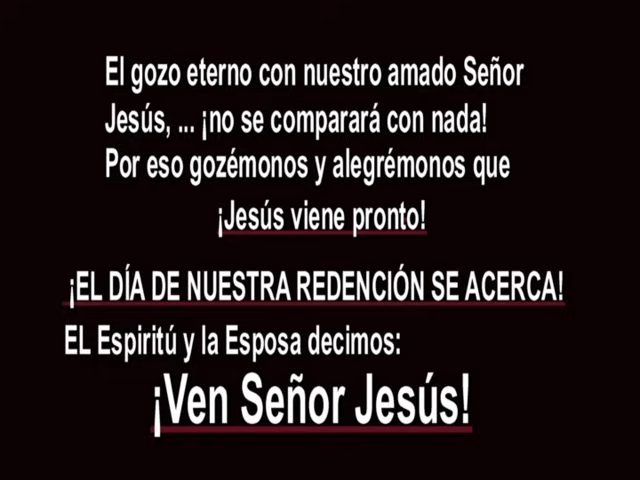 El gozo eterno con nuestro amado Señor
Jesús, ... ¡no se comparará con nada!
Por eso gozémonos y alegrémonos que
¡Jesús viene pronto!
¡EL DÍA DE NUESTRA REDENCIÓN SE ACERCA!
EL Espiritú y la Esposa decimos:
¡Ven Señor Jesús!